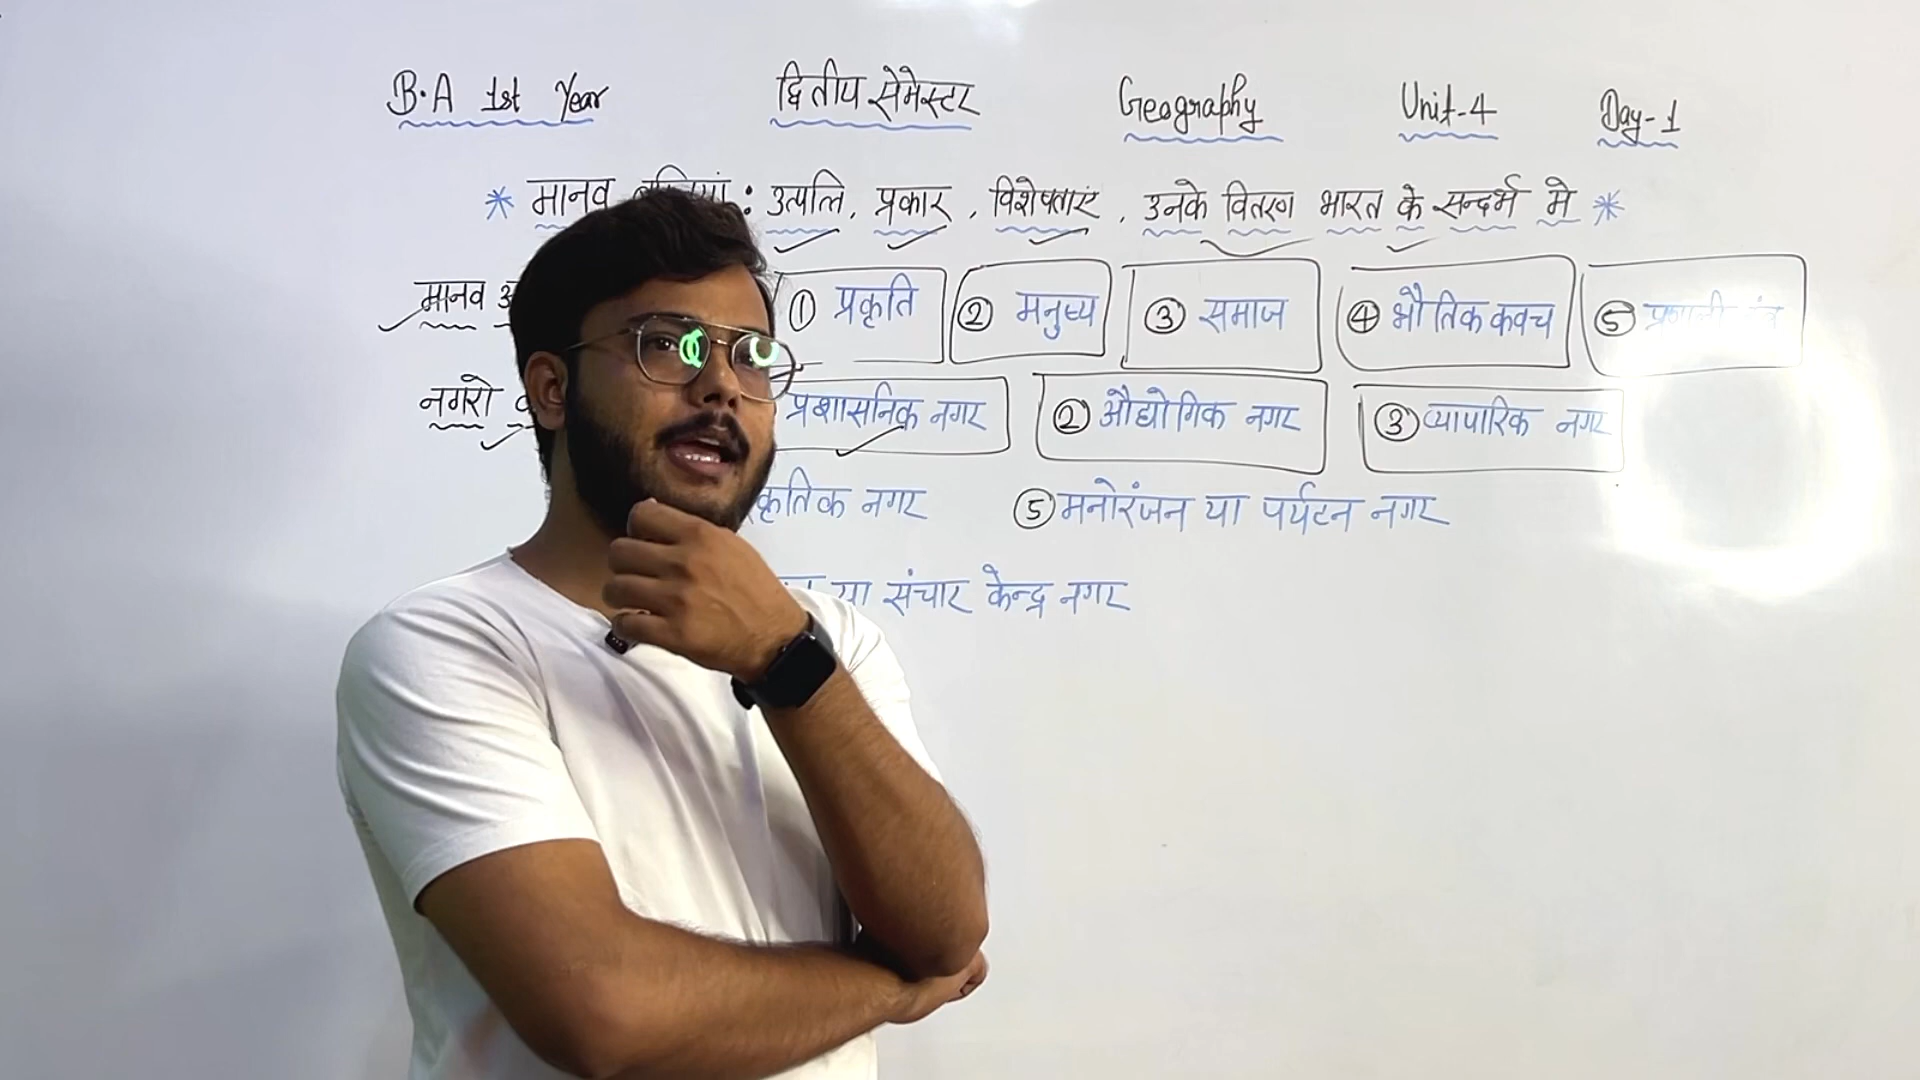 B.A 1st Year द्वितीय सेमेस्टर Geography Unit-4 Day-1
* मानव : उत्पत्ति, प्रकार, विशेषताएं, उनके वितरण भारत के सन्दर्भ मे *
मानव ① प्रकृति ② मनुष्य ③ समाज ④ भौतिक कवच ⑤
नगरो प्रशासनिक नगर ② औद्योगिक नगर ③ व्यापारिक नगर
नगर ⑤ मनोरंजन या पर्यटन नगर
या संचार केन्द्र नगर